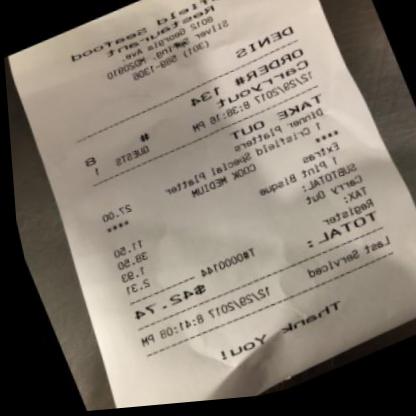 field
Restaurant Seafood
8012 Georgia Ave.
Silver Spring, MD20910
(301) 589-1306
DENIS
ORDER# 134 # 8
Carryout GUESTS 1
12/29/2017 8:38:16 PM
TAKE OUT
Dinner Platters
1 Crisfield Special Platter 27.00
COOK MEDIUM ****
****
Extras
1 Pint Bisque 11.50
SUBTOTAL: 38.50
Carry Out 1.93
TAX: 2.31
Register T#0000144
TOTAL: $42.74
Last Serviced 12/29/2017 8:41:09 PM
Thank You!